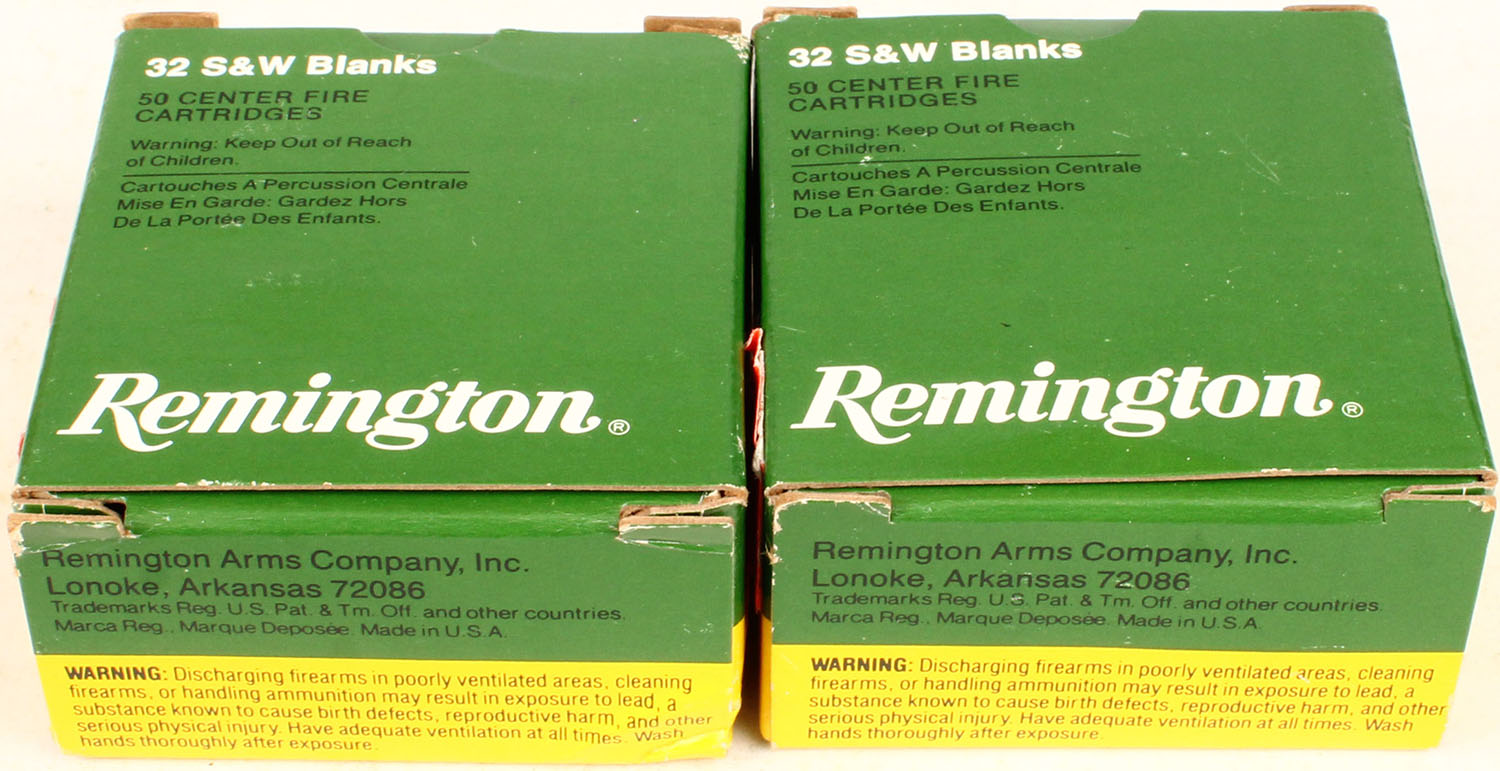 32 S&W Blanks
50 CENTER FIRE
CARTRIDGES
Warning: Keep Out of Reach
of Children.
Cartouches A Percussion Centrale
Mise En Garde: Gardez Hors
De La Portée Des Enfants.
Remington®
Remington Arms Company, Inc.
Lonoke, Arkansas 72086
Trademarks Reg. U.S. Pat. & Tm. Off. and other countries.
Marca Reg., Marque Deposée. Made in U.S.A.
WARNING: Discharging firearms in poorly ventilated areas, cleaning
firearms, or handling ammunition may result in exposure to lead, a
substance known to cause birth defects, reproductive harm, and other
serious physical injury. Have adequate ventilation at all times. Wash
hands thoroughly after exposure.
32 S&W Blanks
50 CENTER FIRE
CARTRIDGES
Warning: Keep Out of Reach
of Children.
Cartouches A Percussion Centrale
Mise En Garde: Gardez Hors
De La Portée Des Enfants.
Remington®
Remington Arms Company, Inc.
Lonoke, Arkansas 72086
Trademarks Reg. U.S. Pat. & Tm. Off. and other countries.
Marca Reg., Marque Deposée. Made in U.S.A.
WARNING: Discharging firearms in poorly ventilated areas, cleaning
firearms, or handling ammunition may result in exposure to lead, a
substance known to cause birth defects, reproductive harm, and other
serious physical injury. Have adequate ventilation at all times. Wash
hands thoroughly after exposure.